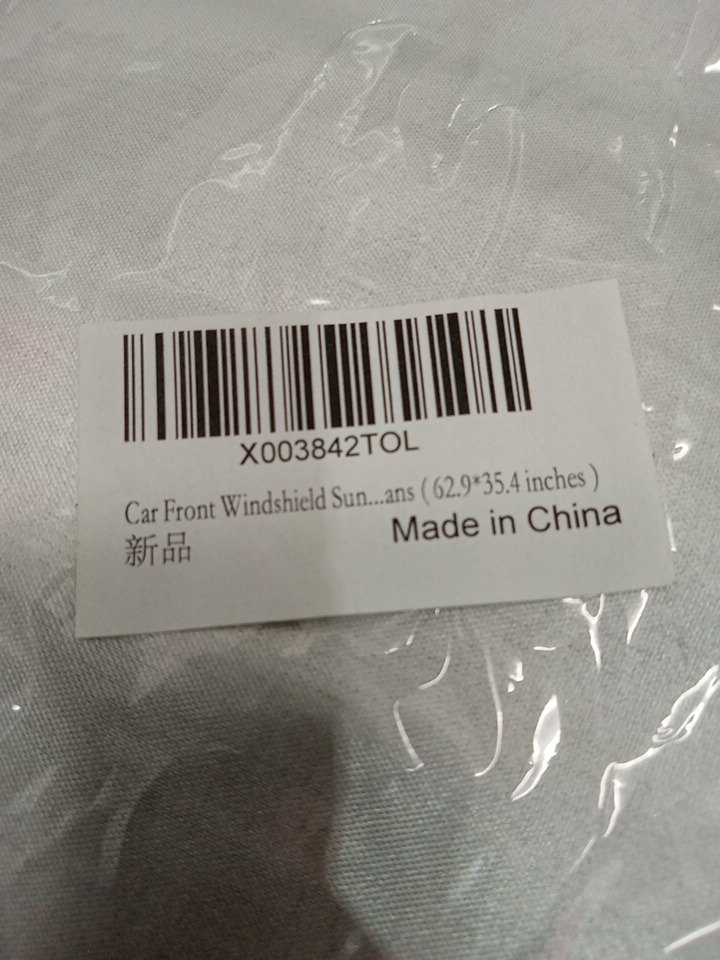 X003842TOL
Car Front Windshield Sun...ans ( 62.9*35.4 inches )
新品
Made in China